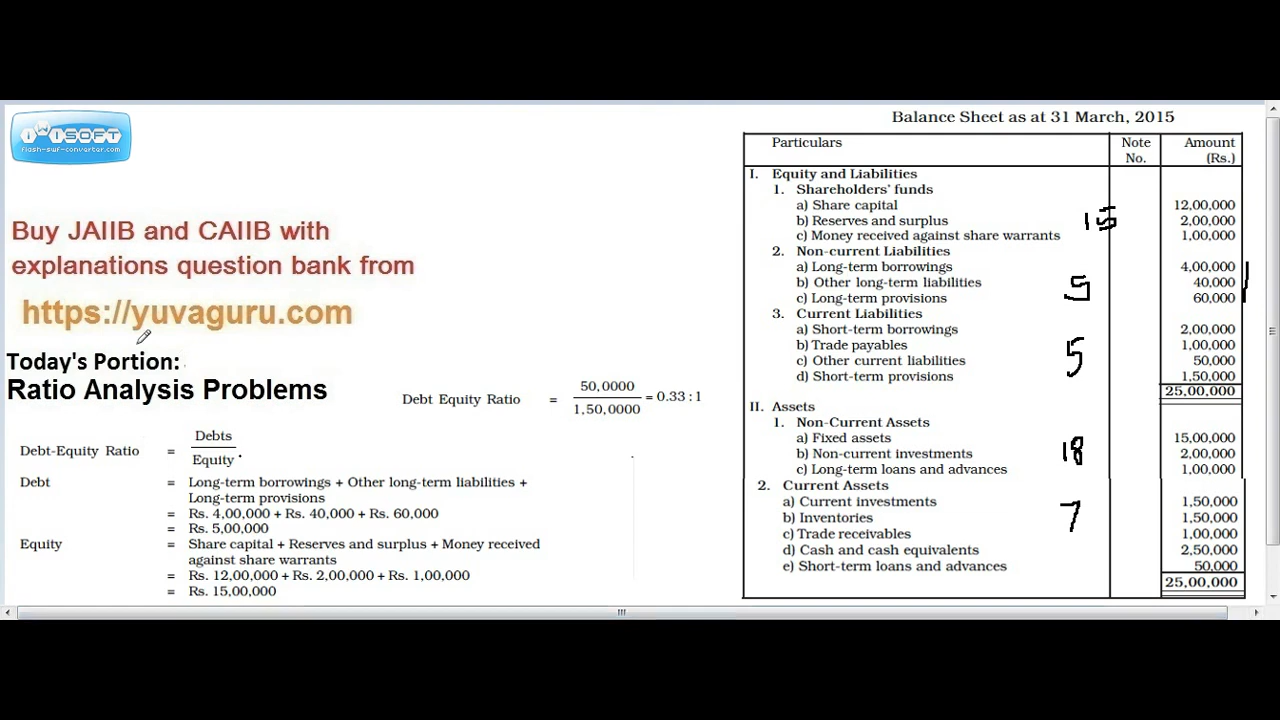 iWiSOFT
flash-swf-converter.com
Buy JAIIB and CAIIB with
explanations question bank from
https://yuvaguru.com
Today's Portion:
Ratio Analysis Problems
Debt Equity Ratio = 50,0000 / 1,50,0000 = 0.33 : 1
Debt-Equity Ratio = Debts / Equity .
Debt = Long-term borrowings + Other long-term liabilities +
Long-term provisions
= Rs. 4,00,000 + Rs. 40,000 + Rs. 60,000
= Rs. 5,00,000
Equity = Share capital + Reserves and surplus + Money received
against share warrants
= Rs. 12,00,000 + Rs. 2,00,000 + Rs. 1,00,000
= Rs. 15,00,000
Balance Sheet as at 31 March, 2015
Particulars Note No. Amount (Rs.)
I. Equity and Liabilities
1. Shareholders' funds
a) Share capital 12,00,000
b) Reserves and surplus 15 2,00,000
c) Money received against share warrants 1,00,000
2. Non-current Liabilities
a) Long-term borrowings 4,00,000
b) Other long-term liabilities 5 40,000
c) Long-term provisions 60,000
3. Current Liabilities
a) Short-term borrowings 2,00,000
b) Trade payables 1,00,000
c) Other current liabilities 5 50,000
d) Short-term provisions 1,50,000
25,00,000
II. Assets
1. Non-Current Assets
a) Fixed assets 15,00,000
b) Non-current investments 18 2,00,000
c) Long-term loans and advances 1,00,000
2. Current Assets
a) Current investments 1,50,000
b) Inventories 7 1,50,000
c) Trade receivables 1,00,000
d) Cash and cash equivalents 2,50,000
e) Short-term loans and advances 50,000
25,00,000